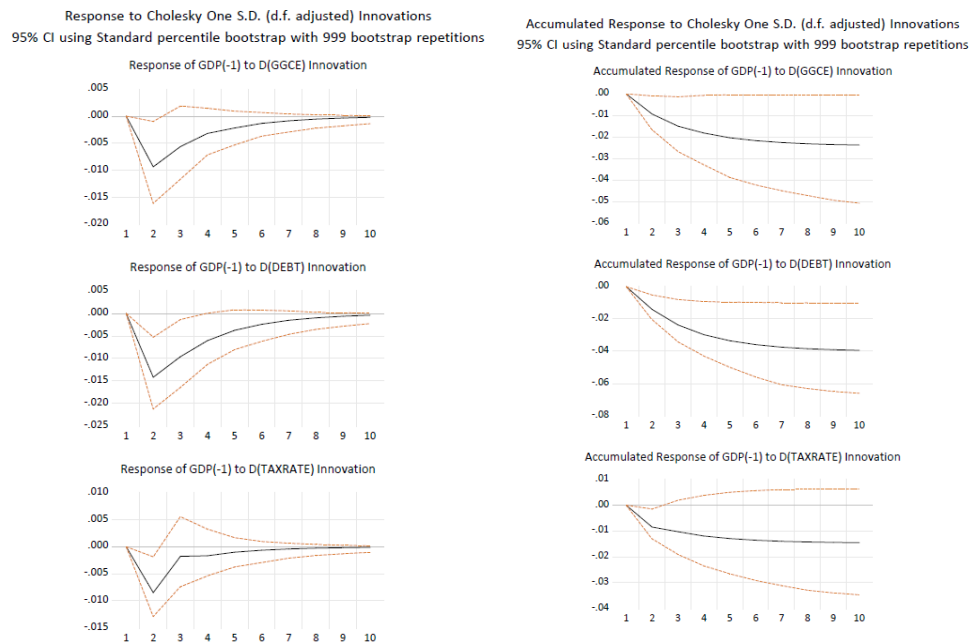 Response to Cholesky One S.D. (d.f. adjusted) Innovations
95% CI using Standard percentile bootstrap with 999 bootstrap repetitions
Response of GDP(-1) to D(GGCE) Innovation
.005
.000
-.005
-.010
-.015
-.020
1 2 3 4 5 6 7 8 9 10
Response of GDP(-1) to D(DEBT) Innovation
.005
.000
-.005
-.010
-.015
-.020
-.025
1 2 3 4 5 6 7 8 9 10
Response of GDP(-1) to D(TAXRATE) Innovation
.010
.005
.000
-.005
-.010
-.015
1 2 3 4 5 6 7 8 9 10
Accumulated Response to Cholesky One S.D. (d.f. adjusted) Innovations
95% CI using Standard percentile bootstrap with 999 bootstrap repetitions
Accumulated Response of GDP(-1) to D(GGCE) Innovation
.00
-.01
-.02
-.03
-.04
-.05
-.06
1 2 3 4 5 6 7 8 9 10
Accumulated Response of GDP(-1) to D(DEBT) Innovation
.00
-.02
-.04
-.06
-.08
1 2 3 4 5 6 7 8 9 10
Accumulated Response of GDP(-1) to D(TAXRATE) Innovation
.01
.00
-.01
-.02
-.03
-.04
1 2 3 4 5 6 7 8 9 10